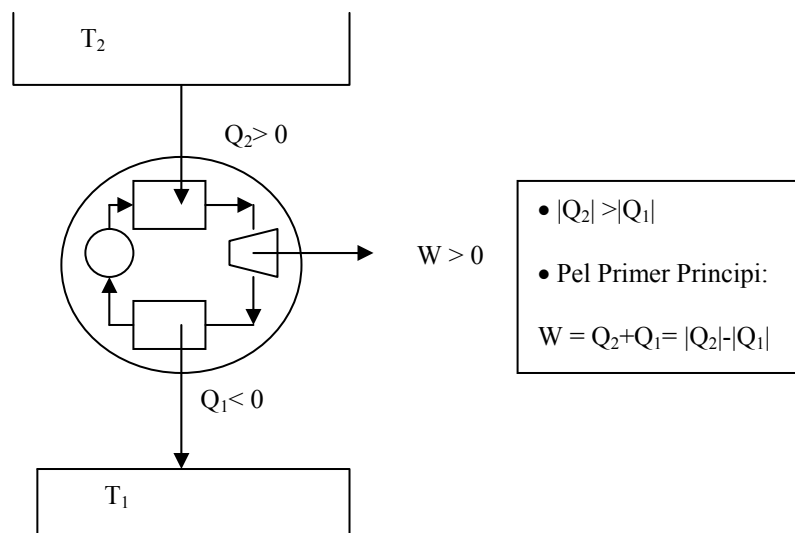 T₂
Q₂> 0
W > 0
• |Q₂| >|Q₁|
• Pel Primer Principi:
W = Q₂+Q₁= |Q₂|-|Q₁|
Q₁< 0
T₁